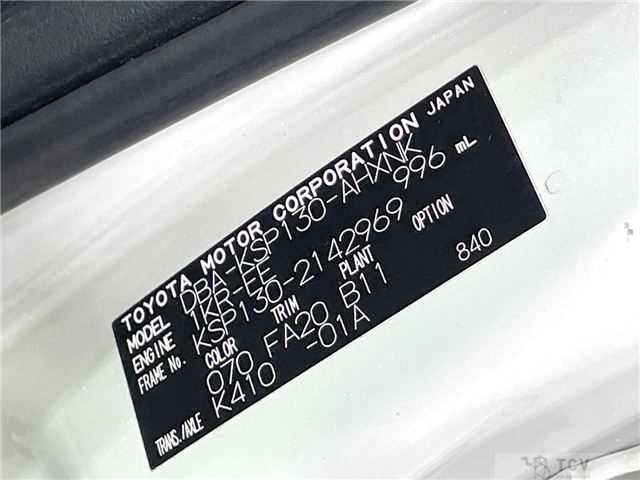 TOYOTA MOTOR CORPORATION JAPAN
MODEL DBA-KSP130-AHXNK
ENGINE 1KR-EE 996 mL
FRAME No. KSP130-2142969
COLOR TRIM PLANT OPTION
070 FA20 B11 840
TRANS./AXLE K410 -01A
TCV